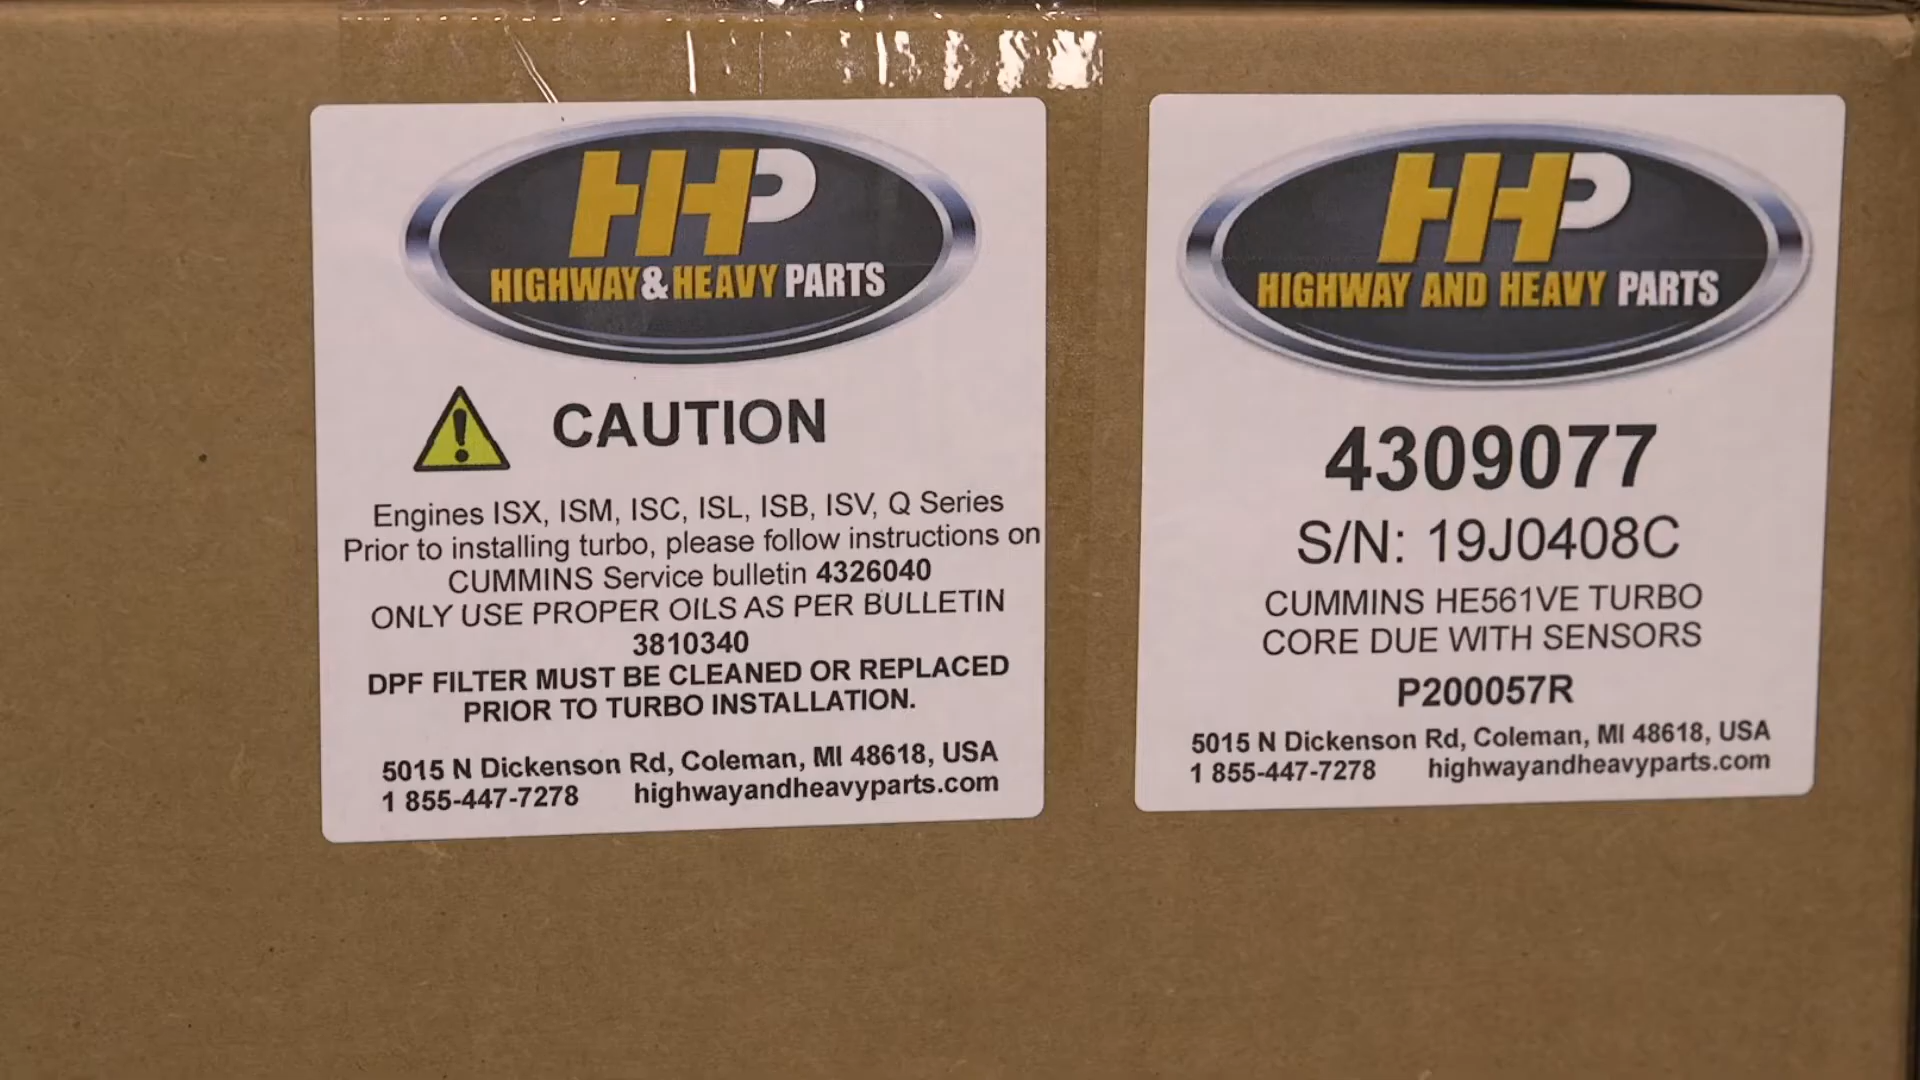 HHP
HIGHWAY & HEAVY PARTS
CAUTION
Engines ISX, ISM, ISC, ISL, ISB, ISV, Q Series
Prior to installing turbo, please follow instructions on
CUMMINS Service bulletin 4326040
ONLY USE PROPER OILS AS PER BULLETIN
3810340
DPF FILTER MUST BE CLEANED OR REPLACED
PRIOR TO TURBO INSTALLATION.
5015 N Dickenson Rd, Coleman, MI 48618, USA
1 855-447-7278 highwayandheavyparts.com
HHP
HIGHWAY AND HEAVY PARTS
4309077
S/N: 19J0408C
CUMMINS HE561VE TURBO
CORE DUE WITH SENSORS
P200057R
5015 N Dickenson Rd, Coleman, MI 48618, USA
1 855-447-7278 highwayandheavyparts.com